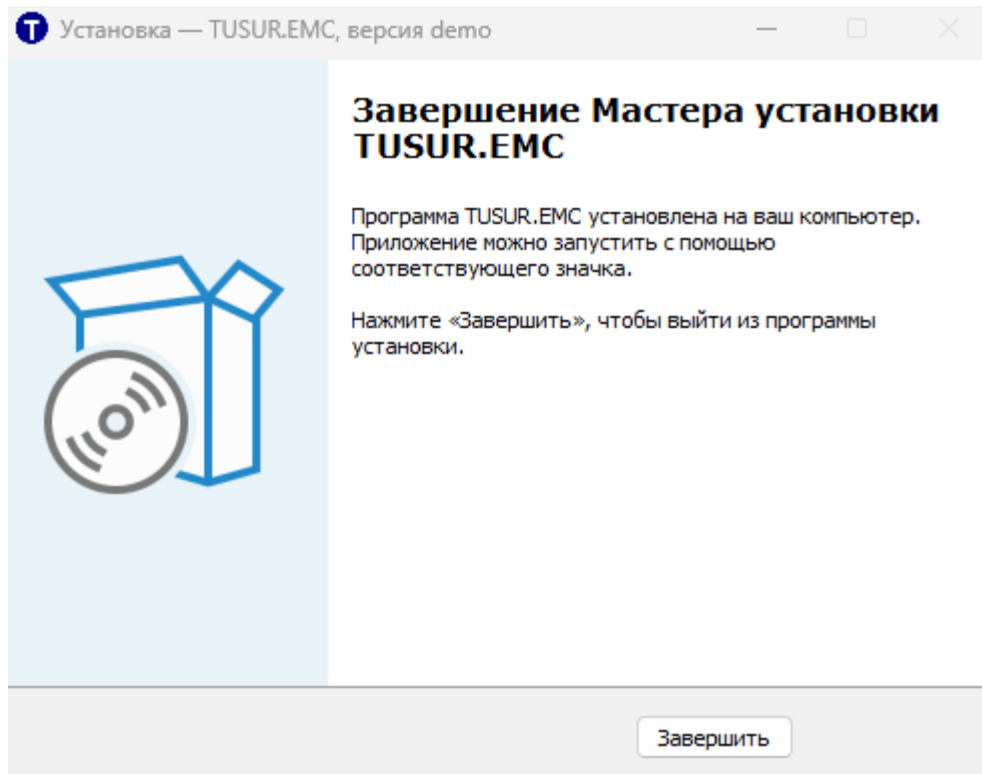 T Установка — TUSUR.EMC, версия demo
Завершение Мастера установки
TUSUR.EMC
Программа TUSUR.EMC установлена на ваш компьютер.
Приложение можно запустить с помощью
соответствующего значка.
Нажмите «Завершить», чтобы выйти из программы
установки.
Завершить